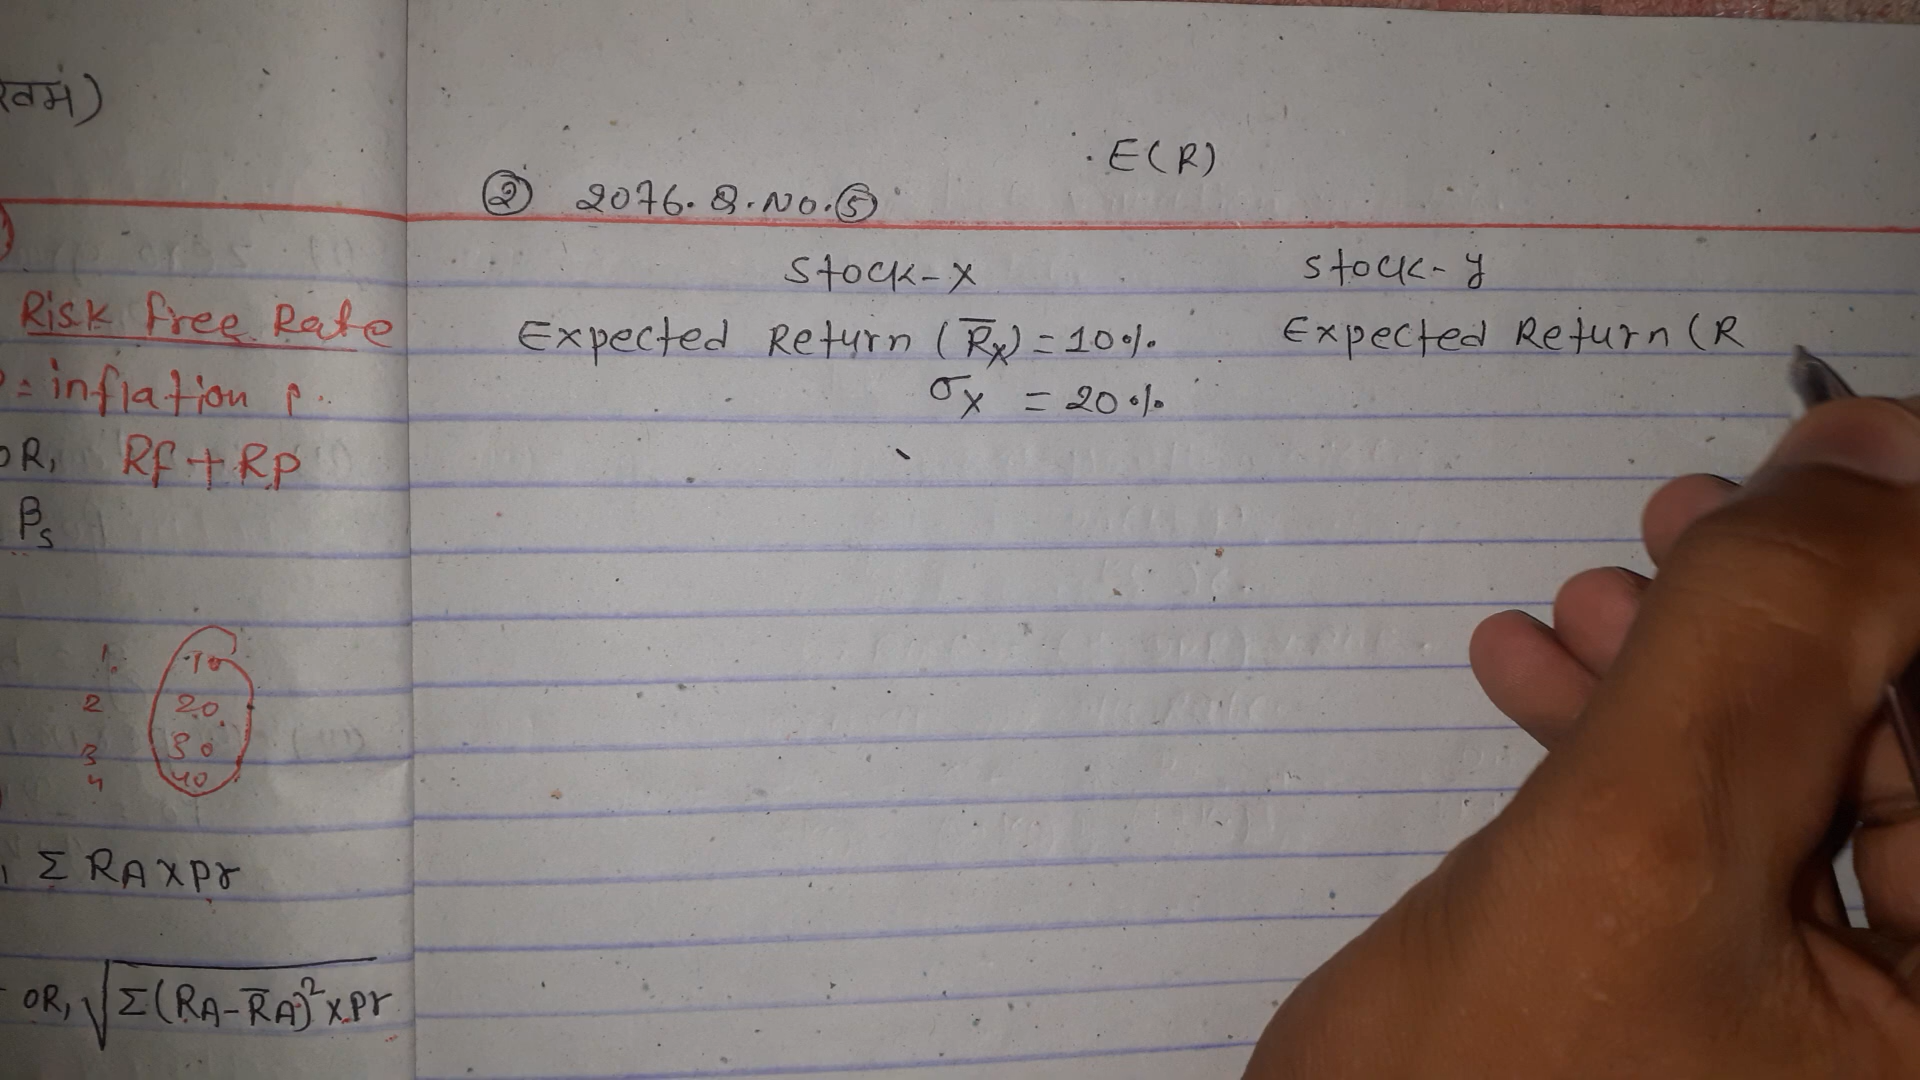 E(R)
② 2076. Q.No.⑤
Stock-X Stock-y
Expected Return (R̅x) = 10% Expected Return (R
σx = 20%
Risk free Rate
= inflation
OR, Rf + Rp
βs
1. 10
2 20
3 30
4 40
Σ RA x Pr
OR, √Σ(RA-R̅A)² x Pr